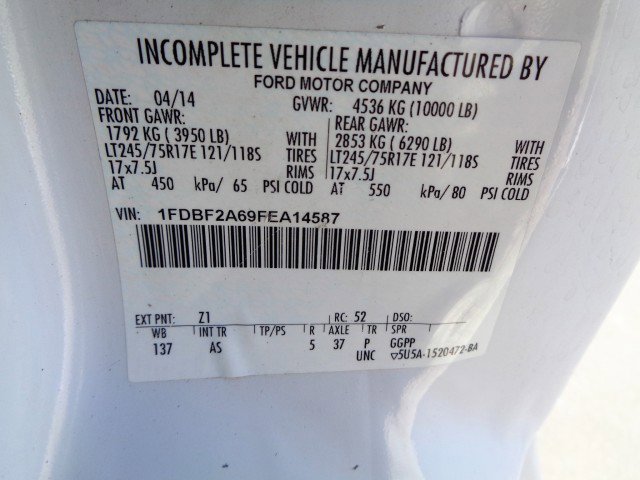 INCOMPLETE VEHICLE MANUFACTURED BY
FORD MOTOR COMPANY
DATE: 04/14 GVWR: 4536 KG (10000 LB)
FRONT GAWR: REAR GAWR:
1792 KG ( 3950 LB) WITH 2853 KG ( 6290 LB) WITH
LT245/75R17E 121/118S TIRES LT245/75R17E 121/118S TIRES
17x7.5J RIMS 17x7.5J RIMS
AT 450 kPa/ 65 PSI COLD AT 550 kPa/ 80 PSI COLD
VIN: 1FDBF2A69FEA14587
EXT PNT: Z1 RC: 52 DSO:
WB INT TR TP/PS R AXLE TR SPR
137 AS 5 37 P GGPP
UNC ▽5U5A-1520472-BA